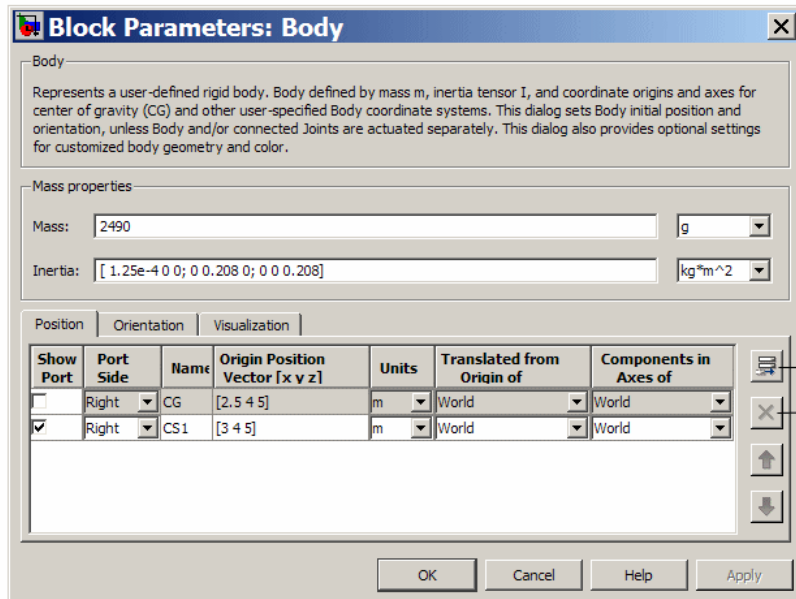 Block Parameters: Body
Body
Represents a user-defined rigid body. Body defined by mass m, inertia tensor I, and coordinate origins and axes for
center of gravity (CG) and other user-specified Body coordinate systems. This dialog sets Body initial position and
orientation, unless Body and/or connected Joints are actuated separately. This dialog also provides optional settings
for customized body geometry and color.
Mass properties
Mass: 2490 g
Inertia: [ 1.25e-4 0 0; 0 0.208 0; 0 0 0.208] kg*m^2
Position Orientation Visualization
Show Port Port Side Name Origin Position Vector [x y z] Units Translated from Origin of Components in Axes of
Right CG [2.5 4 5] m World World
Right CS1 [3 4 5] m World World
OK Cancel Help Apply